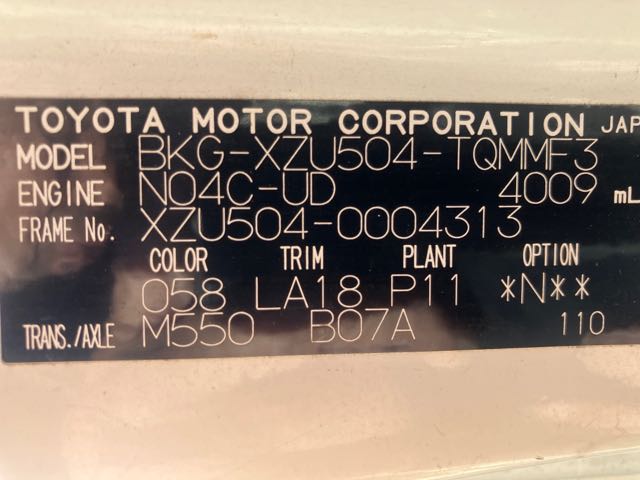 TOYOTA MOTOR CORPORATION JAP
MODEL BKG-XZU504-TQMMF3
ENGINE N04C-UD 4009 mL
FRAME No. XZU504-0004313
COLOR TRIM PLANT OPTION
058 LA18 P11 *N**
TRANS./AXLE M550 B07A 110